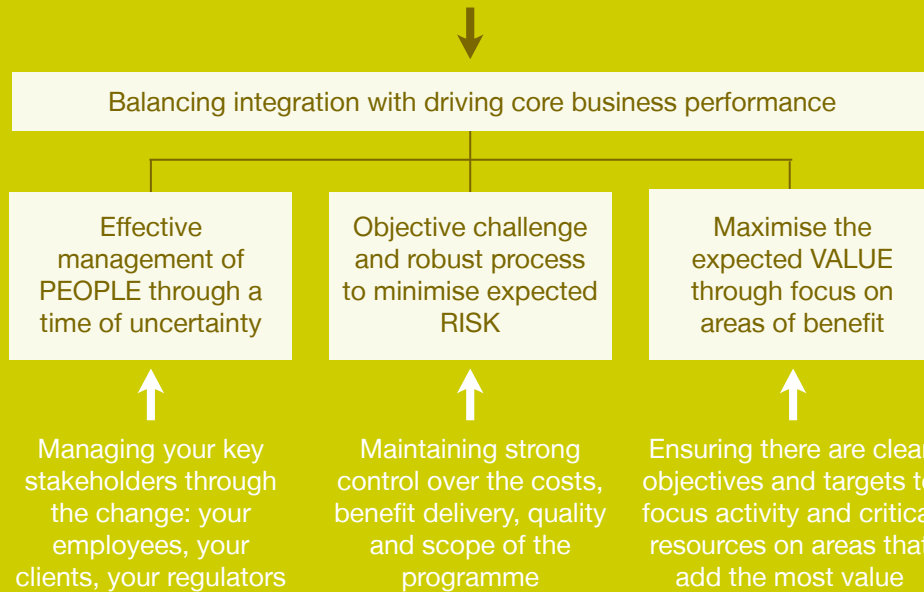 Balancing integration with driving core business performance
Effective
management of
PEOPLE through a
time of uncertainty
Objective challenge
and robust process
to minimise expected
RISK
Maximise the
expected VALUE
through focus on
areas of benefit
Managing your key
stakeholders through
the change: your
employees, your
clients, your regulators
Maintaining strong
control over the costs,
benefit delivery, quality
and scope of the
programme
Ensuring there are clear
objectives and targets to
focus activity and critical
resources on areas that
add the most value